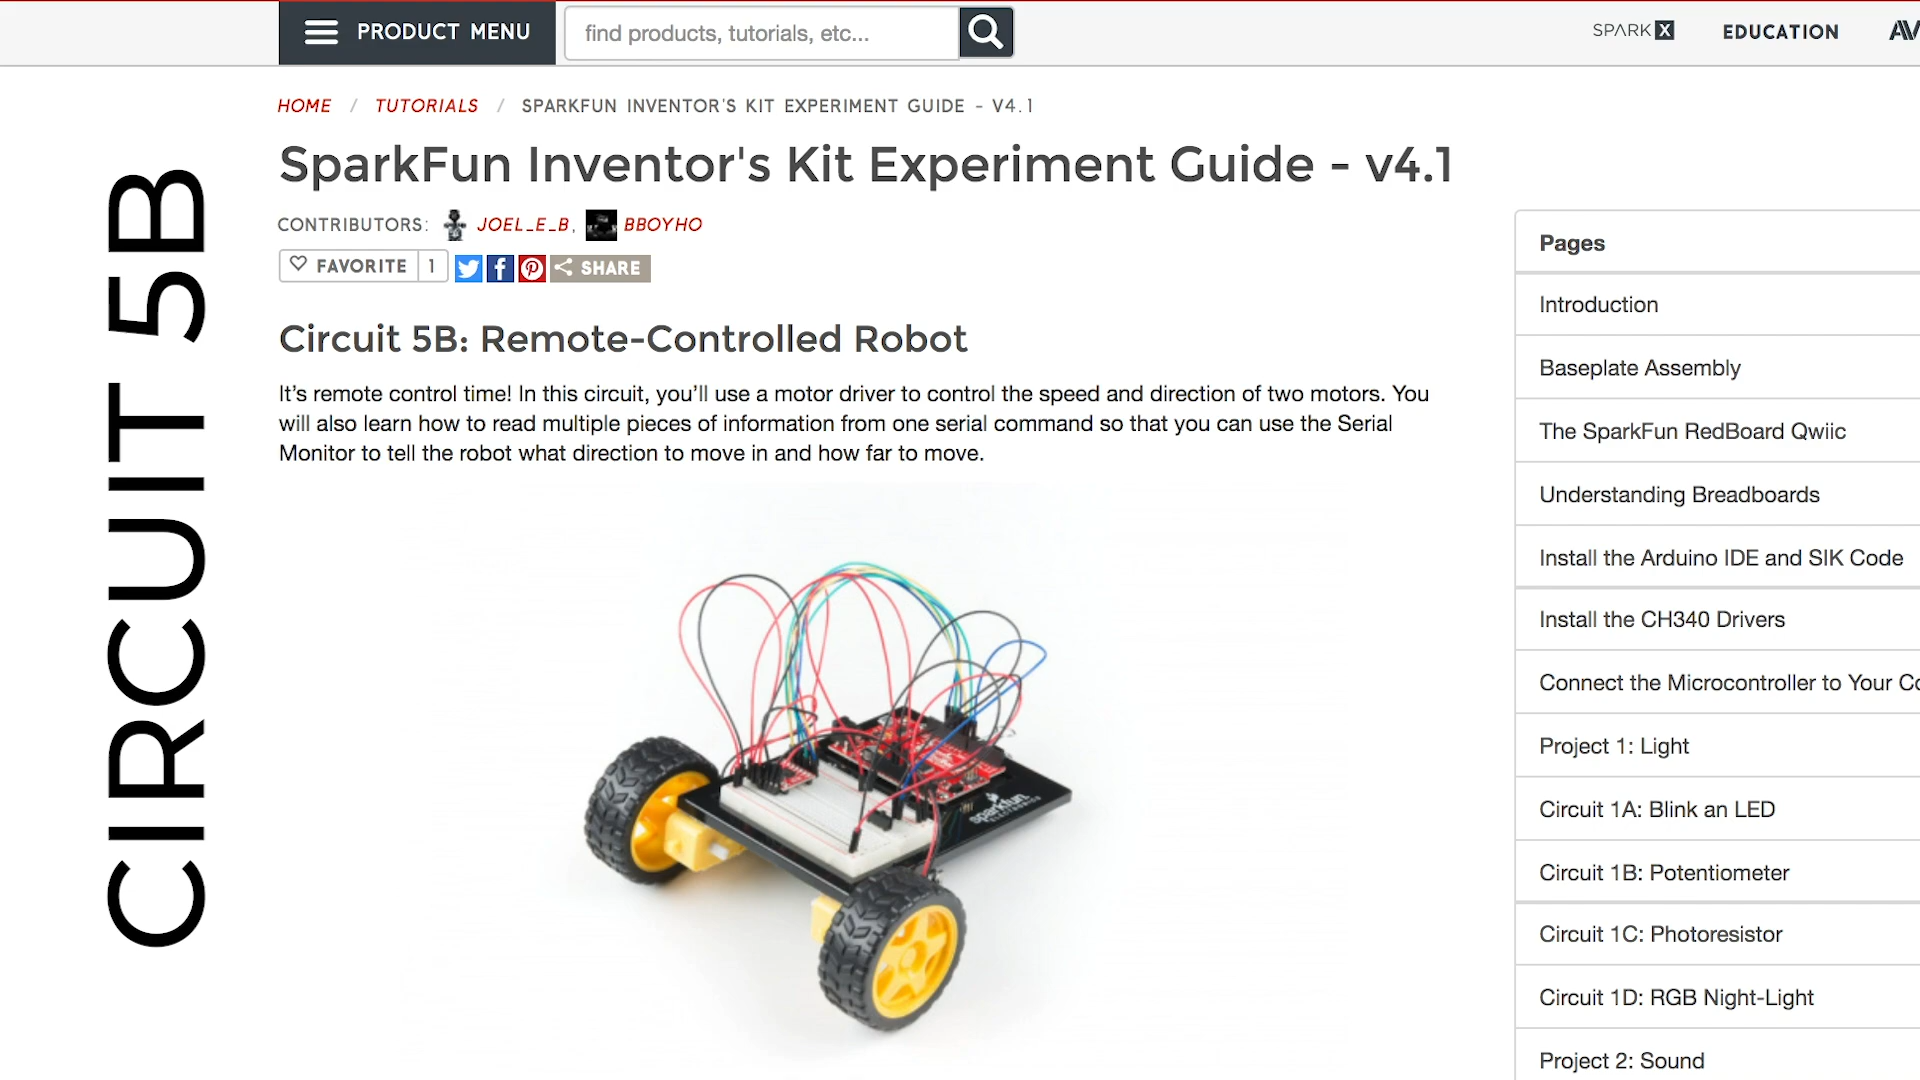 PRODUCT MENU
find products, tutorials, etc...
SPARK X
EDUCATION
HOME / TUTORIALS / SPARKFUN INVENTOR'S KIT EXPERIMENT GUIDE - V4.1
SparkFun Inventor's Kit Experiment Guide - v4.1
CONTRIBUTORS: JOEL_E_B, BBOYHO
FAVORITE 1
SHARE
CIRCUIT 5B
Circuit 5B: Remote-Controlled Robot
It’s remote control time! In this circuit, you’ll use a motor driver to control the speed and direction of two motors. You
will also learn how to read multiple pieces of information from one serial command so that you can use the Serial
Monitor to tell the robot what direction to move in and how far to move.
sparkfun
ELECTRONICS
Pages
Introduction
Baseplate Assembly
The SparkFun RedBoard Qwiic
Understanding Breadboards
Install the Arduino IDE and SIK Code
Install the CH340 Drivers
Connect the Microcontroller to Your
Project 1: Light
Circuit 1A: Blink an LED
Circuit 1B: Potentiometer
Circuit 1C: Photoresistor
Circuit 1D: RGB Night-Light
Project 2: Sound